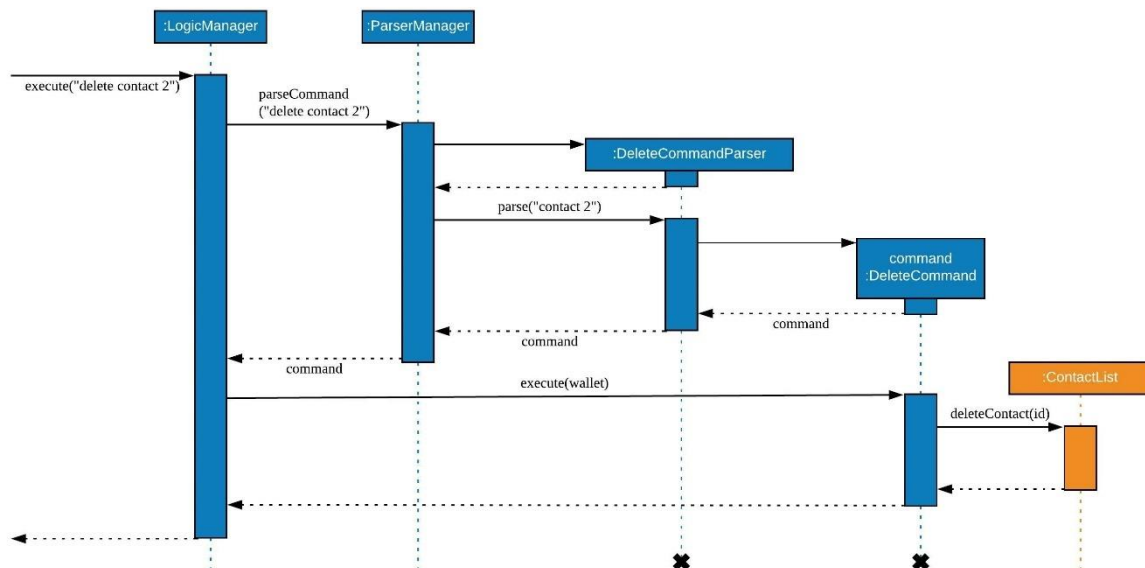 :LogicManager
:ParserManager
execute("delete contact 2")
parseCommand
("delete contact 2")
:DeleteCommandParser
parse("contact 2")
command
:DeleteCommand
command
command
command
:ContactList
execute(wallet)
deleteContact(id)